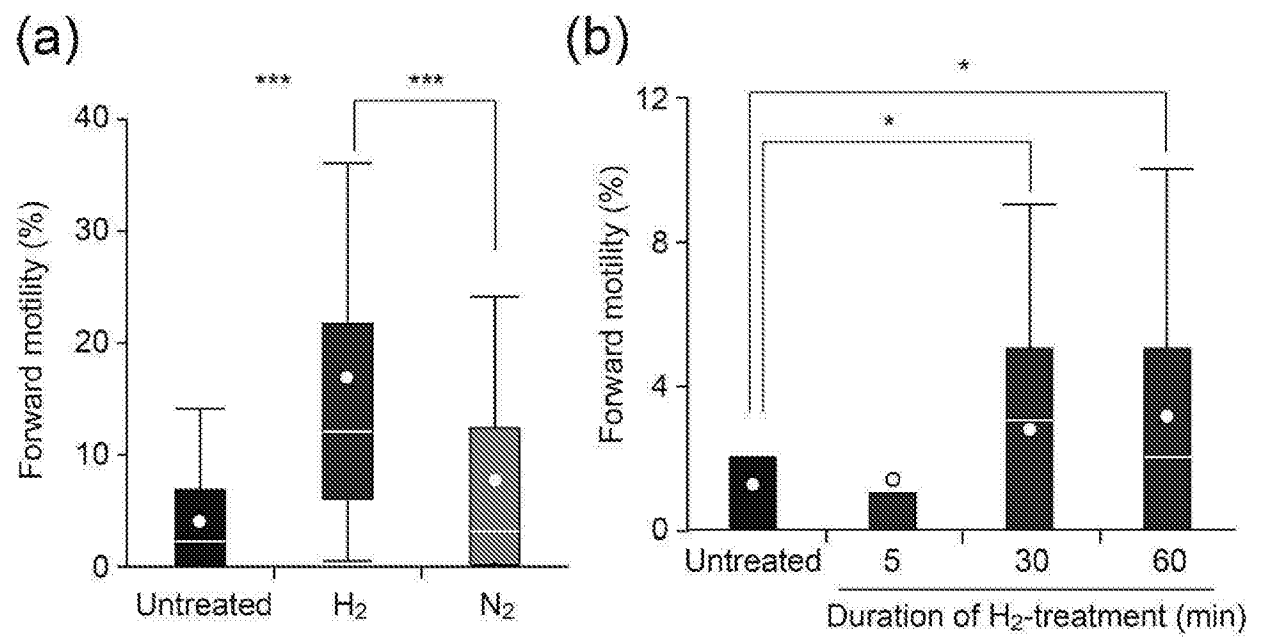 (a)
*** ***
40
30
20
10
0
Forward motility (%)
Untreated H₂ N₂
(b)
*
*
12
8
4
0
Forward motility (%)
Untreated 5 30 60
Duration of H₂-treatment (min)